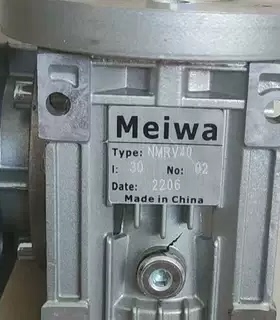 Meiwa
Type: NMRV40
I: 30 No: 02
Date: 2206
Made in China